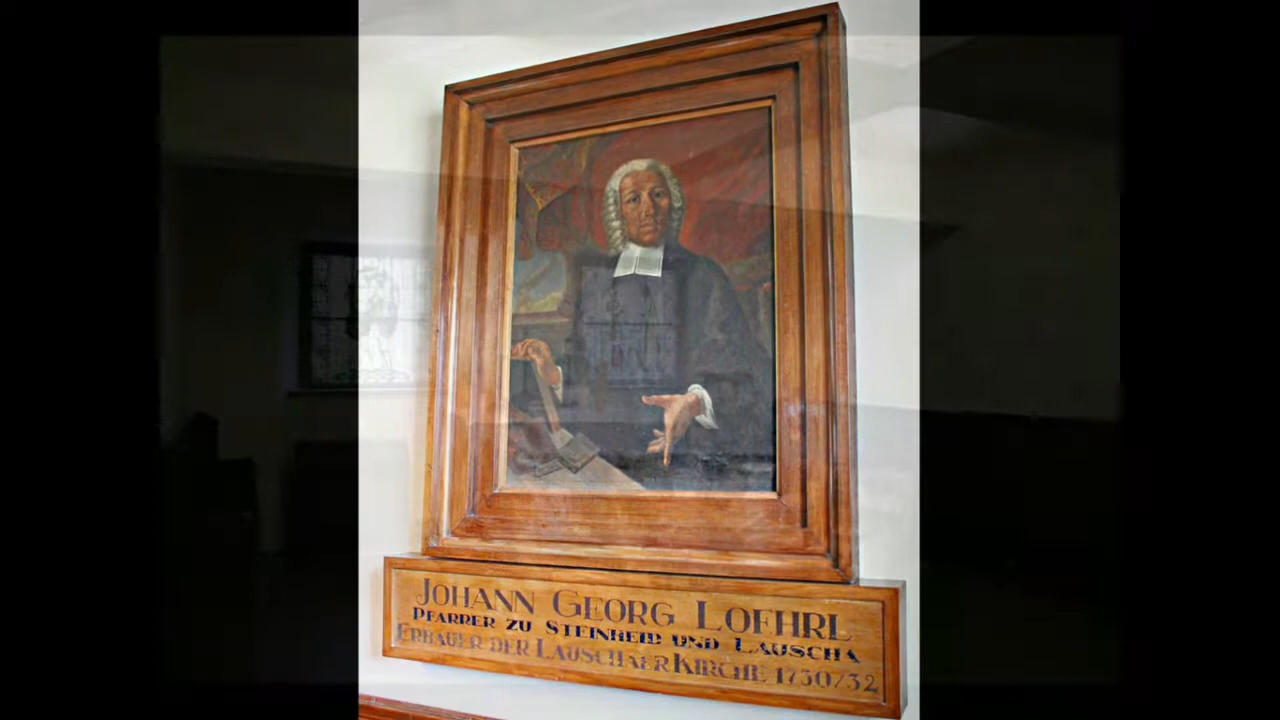 JOHANN GEORG LOEHRL
PFARRER ZU STEINHEID UND LAUSCHA
ERBAUER DER LAUSCHAER KIRCHE 1730/32